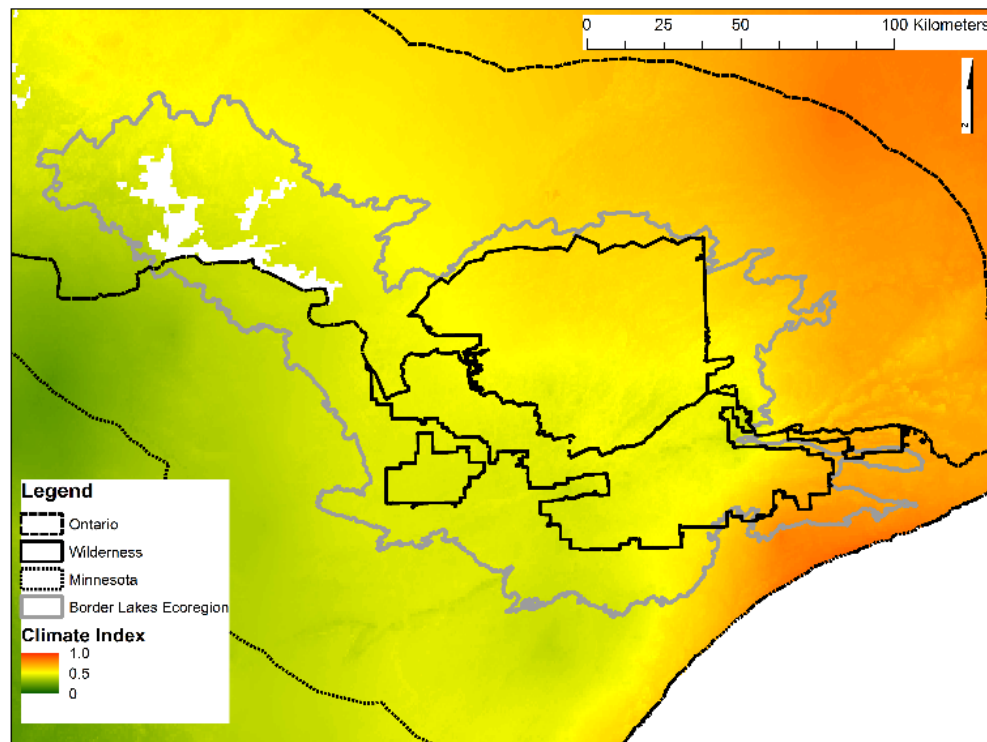 0 25 50 100 Kilometers
N
Legend
Ontario
Wilderness
Minnesota
Border Lakes Ecoregion
Climate Index
1.0
0.5
0